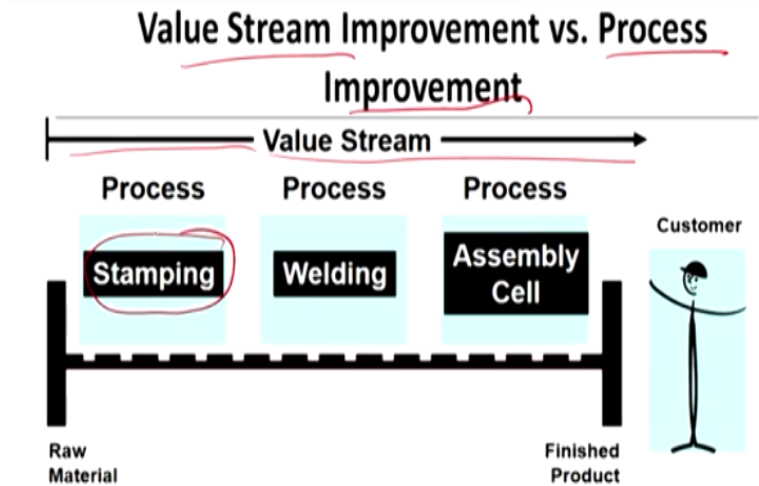 Value Stream Improvement vs. Process
Improvement
Value Stream
Process Process Process
Customer
Stamping Welding Assembly
Cell
Raw
Material
Finished
Product